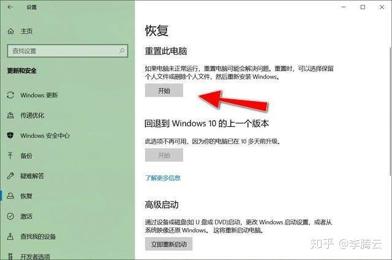 设置
主页
查找设置
更新和安全
Windows 更新
传递优化
Windows 安全中心
备份
疑难解答
恢复
激活
查找我的设备
开发者选项
恢复
重置此电脑
如果电脑未正常运行，重置电脑可能会解决问题。重置时，可以选择保留
个人文件或删除个人文件，然后重新安装 Windows。
开始
回退到 Windows 10 的上一个版本
此选项不再可用，因为你的电脑已在 10 多天前升级。
开始
了解更多信息
高级启动
通过设备或磁盘(如 U 盘或 DVD)启动，更改 Windows 启动设置，或者从
系统映像还原 Windows。 这将重新启动电脑。
立即重新启动
知乎 @李腾云